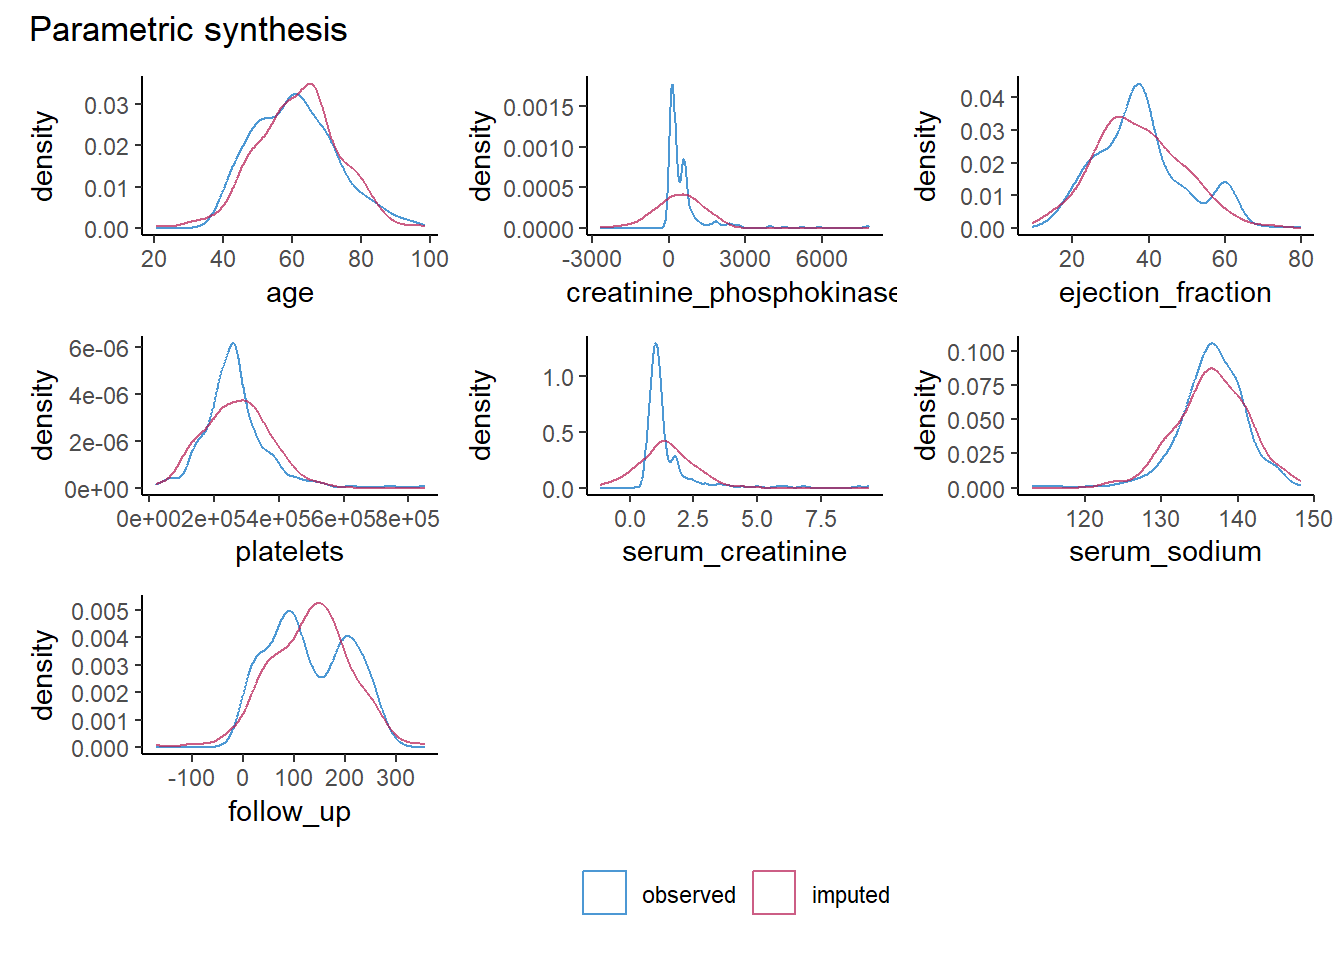 Parametric synthesis
density
0.03
0.02
0.01
0.00
20 40 60 80 100
age
density
0.0015
0.0010
0.0005
0.0000
-3000 0 3000 6000
creatinine_phosphokinase
density
0.04
0.03
0.02
0.01
0.00
20 40 60 80
ejection_fraction
density
6e-06
4e-06
2e-06
0e+00
0e+002e+054e+056e+058e+05
platelets
density
1.0
0.5
0.0
0.0 2.5 5.0 7.5
serum_creatinine
density
0.100
0.075
0.050
0.025
0.000
120 130 140 150
serum_sodium
density
0.005
0.004
0.003
0.002
0.001
0.000
-100 0 100 200 300
follow_up
observed imputed